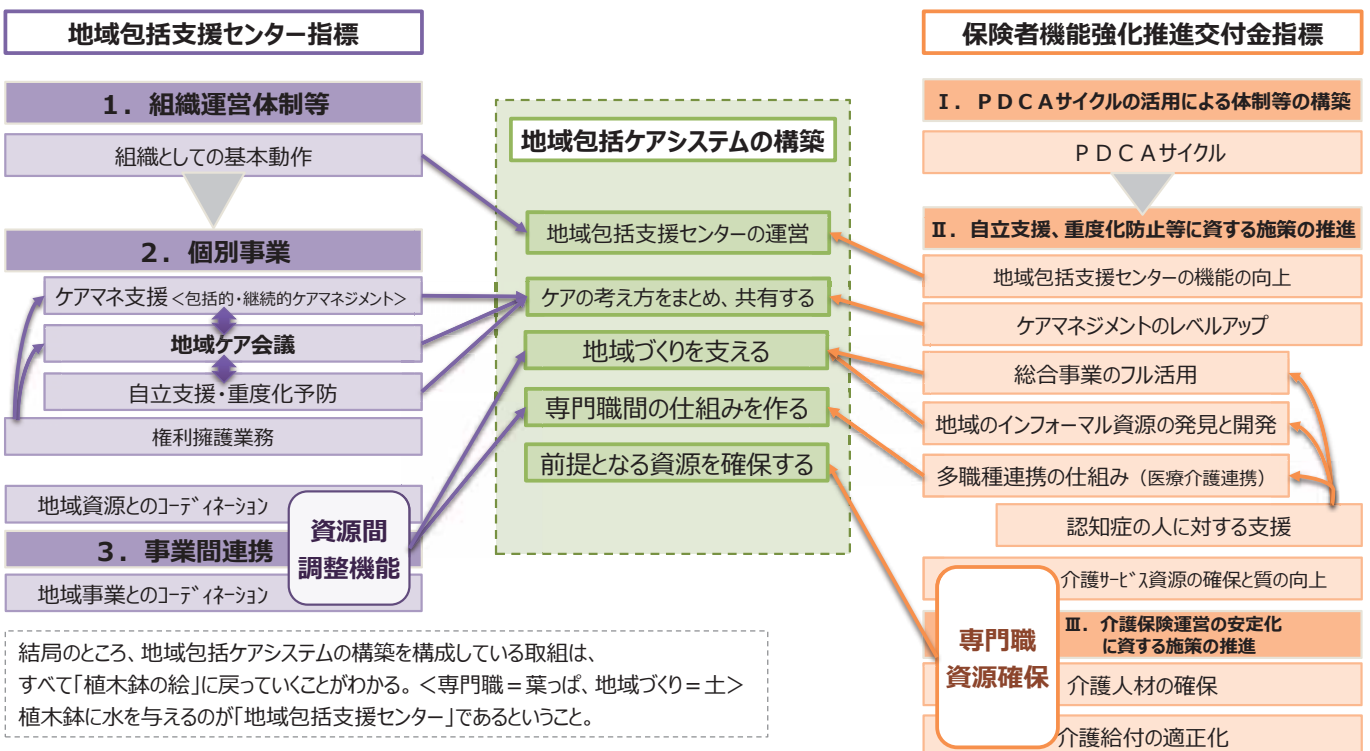 地域包括支援センター指標
1．組織運営体制等
組織としての基本動作
2．個別事業
ケアマネ支援＜包括的・継続的ケアマネジメント＞
地域ケア会議
自立支援・重度化予防
権利擁護業務
地域資源とのｺｰﾃﾞｨﾈｰｼｮﾝ
3．事業間連携
地域事業とのｺｰﾃﾞｨﾈｰｼｮﾝ
資源間
調整機能
地域包括ケアシステムの構築
地域包括支援センターの運営
ケアの考え方をまとめ、共有する
地域づくりを支える
専門職間の仕組みを作る
前提となる資源を確保する
保険者機能強化推進交付金指標
Ⅰ．ＰＤＣＡサイクルの活用による体制等の構築
ＰＤＣＡサイクル
Ⅱ．自立支援、重度化防止等に資する施策の推進
地域包括支援センターの機能の向上
ケアマネジメントのレベルアップ
総合事業のフル活用
地域のインフォーマル資源の発見と開発
多職種連携の仕組み（医療介護連携）
認知症の人に対する支援
介護ｻｰﾋﾞｽ資源の確保と質の向上
Ⅲ．介護保険運営の安定化
に資する施策の推進
介護人材の確保
介護給付の適正化
専門職
資源確保
結局のところ、地域包括ケアシステムの構築を構成している取組は、
すべて「植木鉢の絵」に戻っていくことがわかる。＜専門職＝葉っぱ、地域づくり＝土＞
植木鉢に水を与えるのが「地域包括支援センター」であるということ。